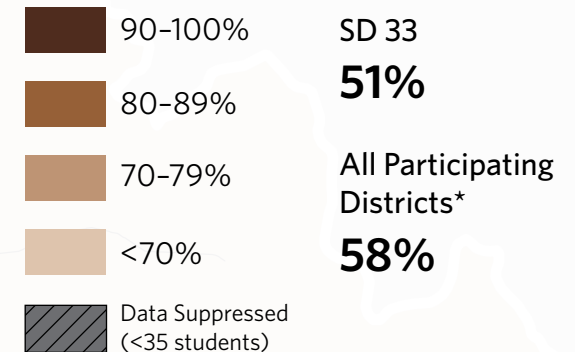 90–100%
80–89%
70–79%
<70%
Data Suppressed
(<35 students)
SD 33
51%
All Participating
Districts*
58%